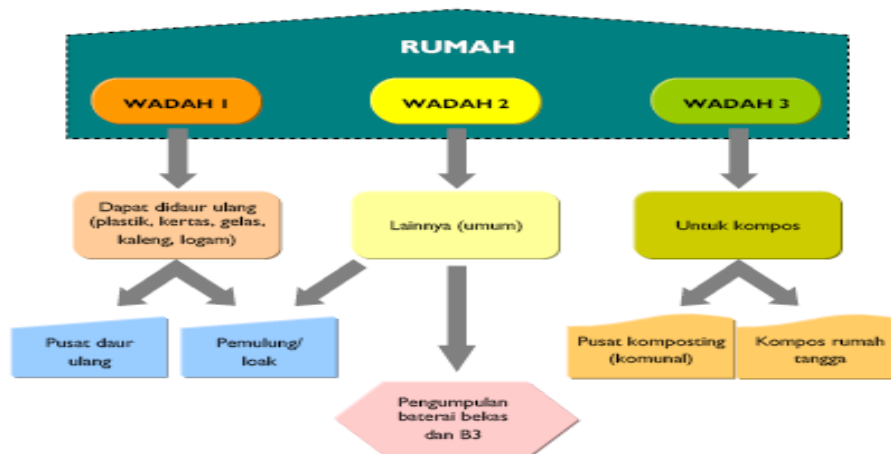 RUMAH
WADAH 1
WADAH 2
WADAH 3
Dapat didaur ulang
(plastik, kertas, gelas,
kaleng, logam)
Lainnya (umum)
Untuk kompos
Pusat daur
ulang
Pemulung/
loak
Pusat komposting
(komunal)
Kompos rumah
tangga
Pengumpulan
baterai bekas
dan B3